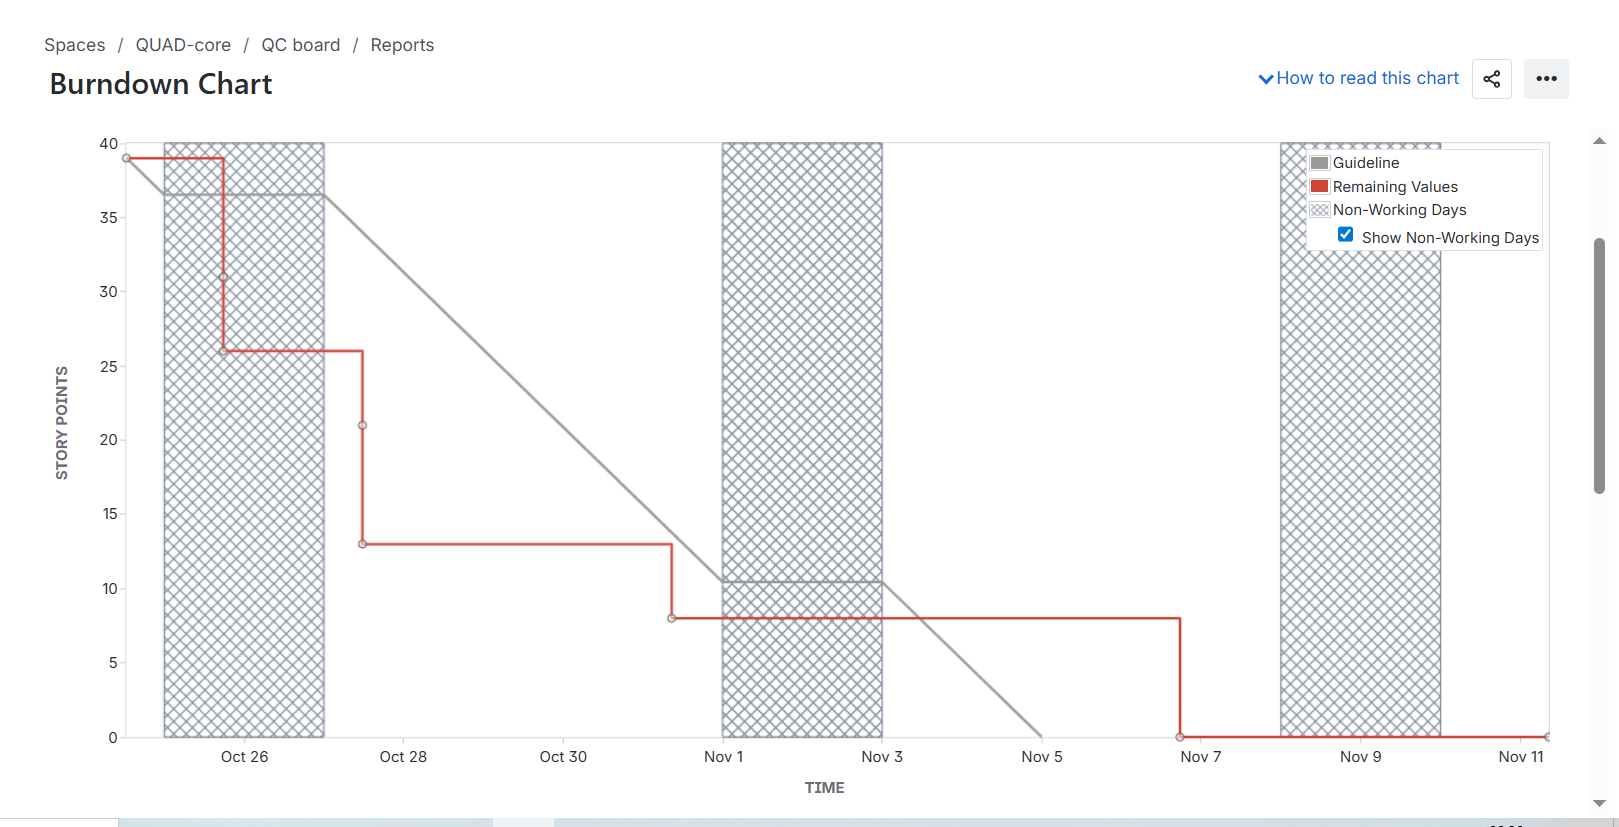 Spaces / QUAD-core / QC board / Reports
Burndown Chart
How to read this chart
40
35
30
25
20
15
10
5
0
STORY POINTS
Guideline
Remaining Values
Non-Working Days
Show Non-Working Days
Oct 26 Oct 28 Oct 30 Nov 1 Nov 3 Nov 5 Nov 7 Nov 9 Nov 11
TIME